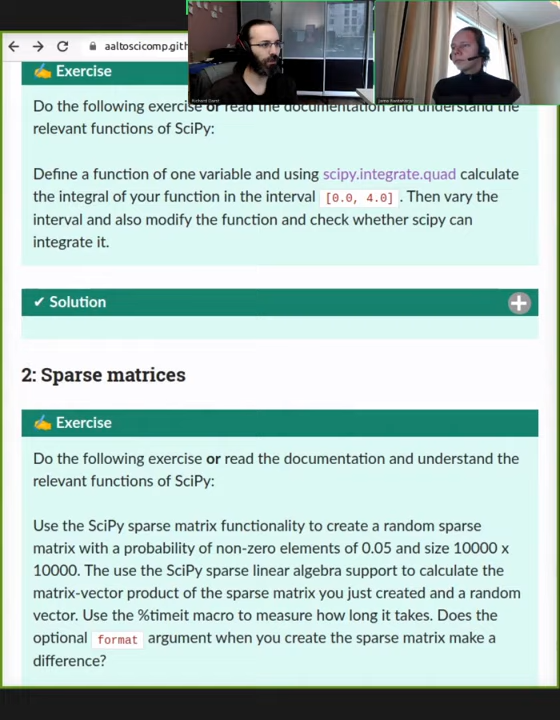 aaltoscicomp.gith
Exercise
Do the following exercise or read the documentation and understand the
relevant functions of SciPy:
Define a function of one variable and using scipy.integrate.quad calculate
the integral of your function in the interval [0.0, 4.0] . Then vary the
interval and also modify the function and check whether scipy can
integrate it.
✔ Solution
2: Sparse matrices
Exercise
Do the following exercise or read the documentation and understand the
relevant functions of SciPy:
Use the SciPy sparse matrix functionality to create a random sparse
matrix with a probability of non-zero elements of 0.05 and size 10000 x
10000. The use the SciPy sparse linear algebra support to calculate the
matrix-vector product of the sparse matrix you just created and a random
vector. Use the %timeit macro to measure how long it takes. Does the
optional format argument when you create the sparse matrix make a
difference?